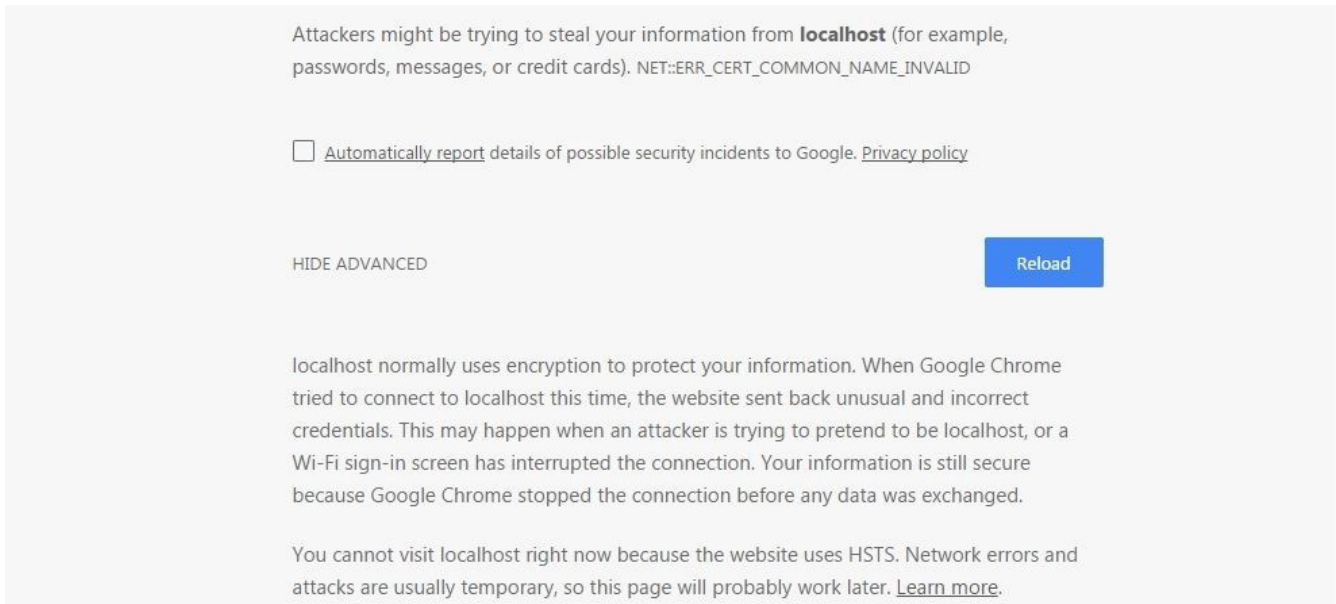 Attackers might be trying to steal your information from localhost (for example,
passwords, messages, or credit cards). NET::ERR_CERT_COMMON_NAME_INVALID
Automatically report details of possible security incidents to Google. Privacy policy
HIDE ADVANCED
Reload
localhost normally uses encryption to protect your information. When Google Chrome
tried to connect to localhost this time, the website sent back unusual and incorrect
credentials. This may happen when an attacker is trying to pretend to be localhost, or a
Wi-Fi sign-in screen has interrupted the connection. Your information is still secure
because Google Chrome stopped the connection before any data was exchanged.
You cannot visit localhost right now because the website uses HSTS. Network errors and
attacks are usually temporary, so this page will probably work later. Learn more.